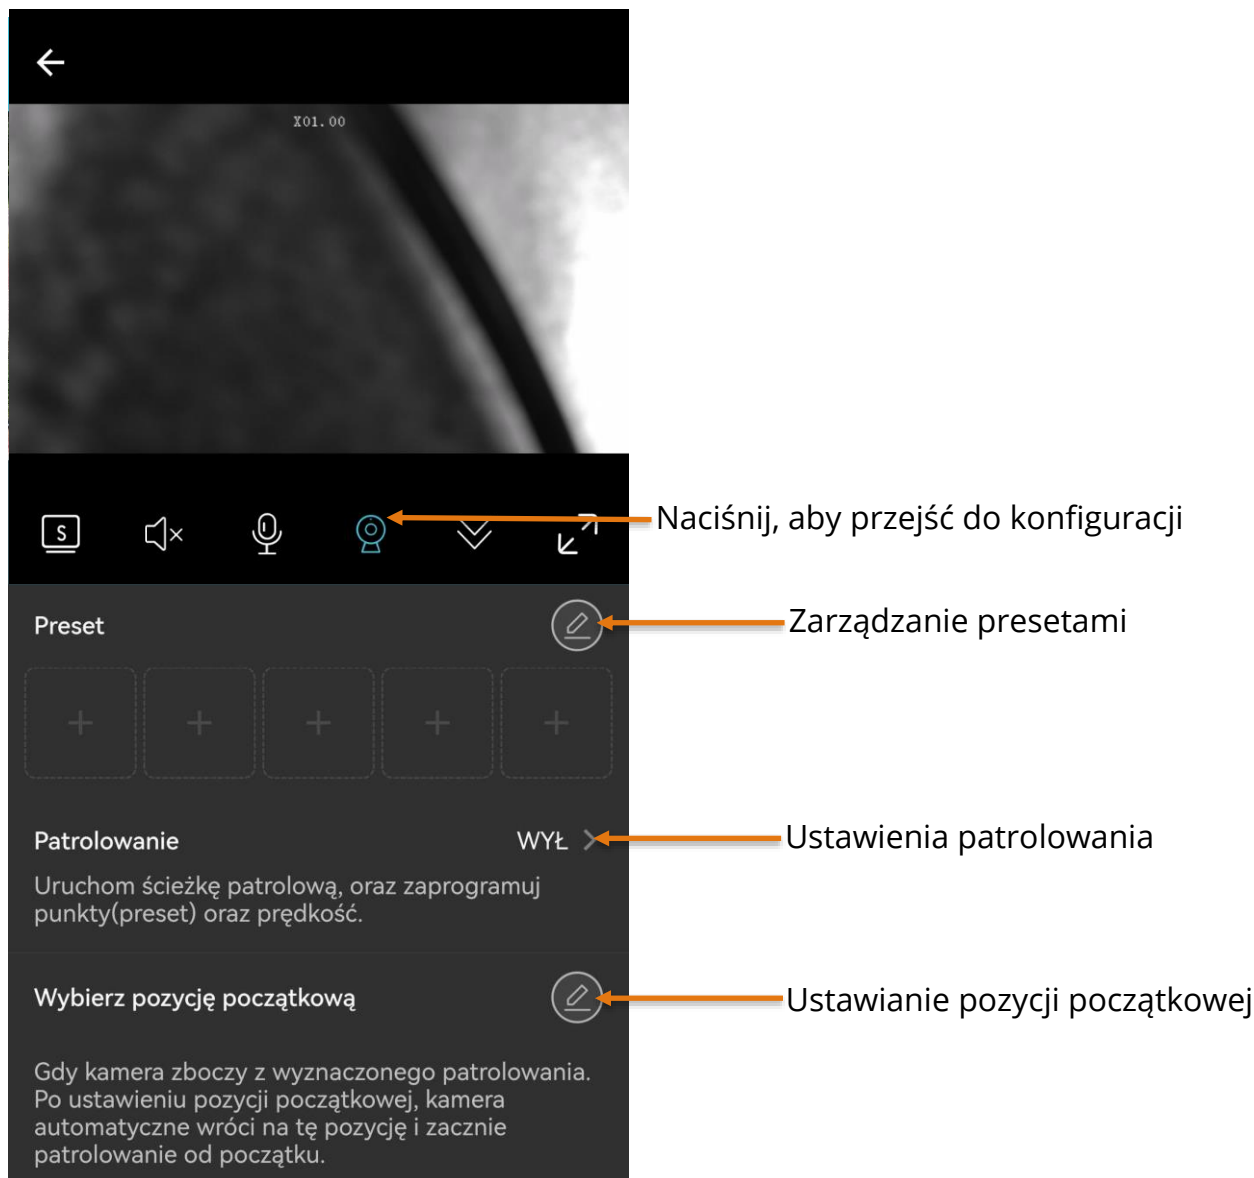 X01.00
S
Naciśnij, aby przejść do konfiguracji
Preset
Zarządzanie presetami
Patrolowanie WYŁ
Ustawienia patrolowania
Uruchom ścieżkę patrolową, oraz zaprogramuj
punkty(preset) oraz prędkość.
Wybierz pozycję początkową
Ustawianie pozycji początkowej
Gdy kamera zboczy z wyznaczonego patrolowania.
Po ustawieniu pozycji początkowej, kamera
automatyczne wróci na tę pozycję i zacznie
patrolowanie od początku.